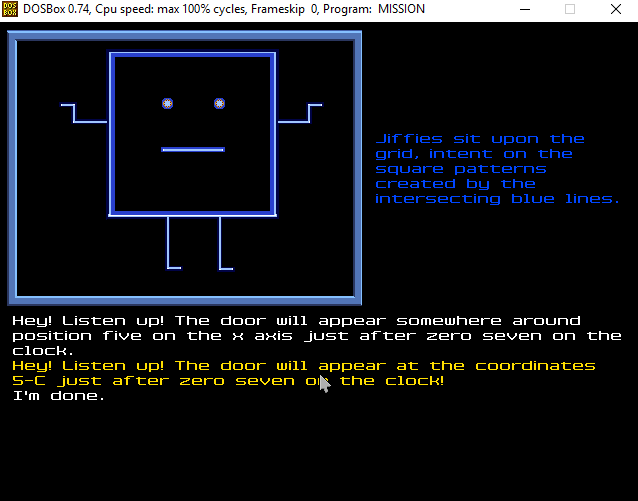 DOS
BOX
DOSBox 0.74, Cpu speed: max 100% cycles, Frameskip 0, Program: MISSION
Jiffies sit upon the
grid, intent on the
square patterns
created by the
intersecting blue lines.
Hey! Listen up! The door will appear somewhere around
position five on the x axis just after zero seven on the
clock.
Hey! Listen up! The door will appear at the coordinates
5-C just after zero seven on the clock!
I'm done.